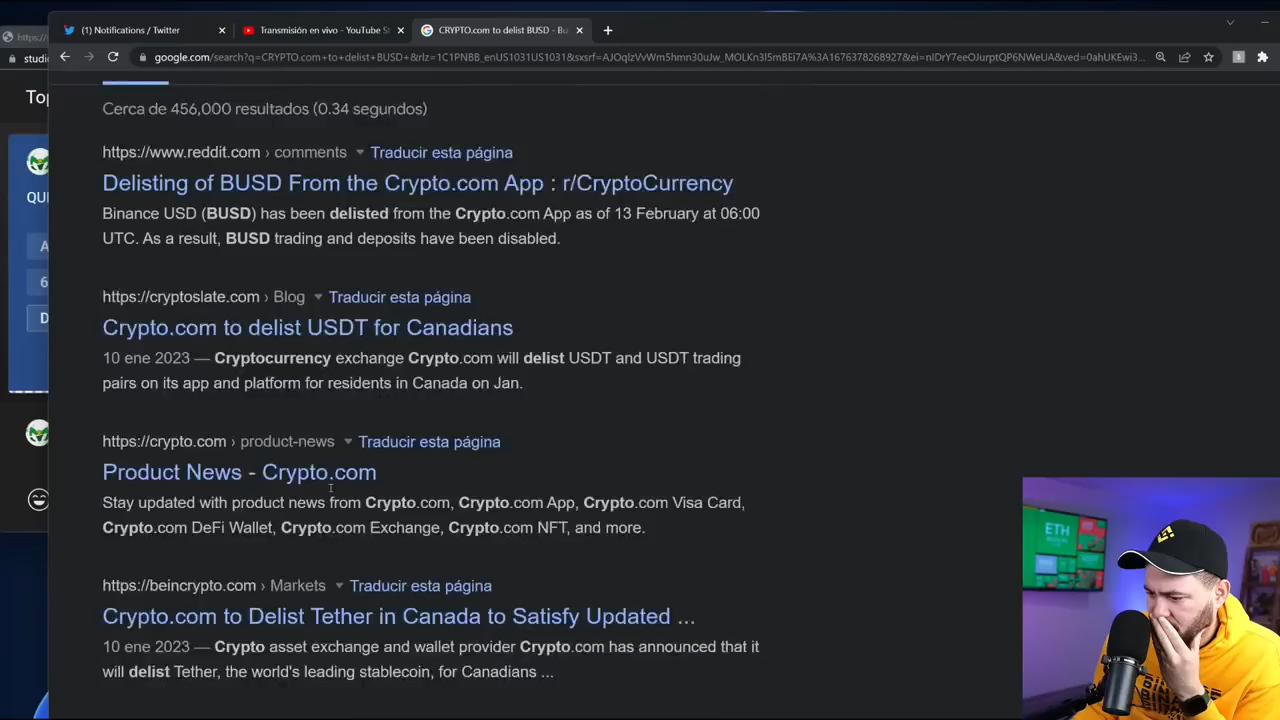 https://
(1) Notifications / Twitter
Transmisión en vivo - YouTube S
CRYPTO.com to delist BUSD - Bu
studi
google.com/search?q=CRYPTO.com+to+delist+BUSD+&rlz=1C1PNBB_enUS1031US1031&sxsrf=AJOqlzVvWm5hmn30uJw_MOLKn3l5mBEi7A%3A1676378268927&ei=nIDrY7eeOJurptQP6NWeUA&ved=0ahUKEwi3...
Top
Cerca de 456,000 resultados (0.34 segundos)
https://www.reddit.com › comments Traducir esta página
Delisting of BUSD From the Crypto.com App : r/CryptoCurrency
QU
Binance USD (BUSD) has been delisted from the Crypto.com App as of 13 February at 06:00
UTC. As a result, BUSD trading and deposits have been disabled.
A
6
D
https://cryptoslate.com › Blog Traducir esta página
Crypto.com to delist USDT for Canadians
10 ene 2023 — Cryptocurrency exchange Crypto.com will delist USDT and USDT trading
pairs on its app and platform for residents in Canada on Jan.
https://crypto.com › product-news Traducir esta página
Product News - Crypto.com
Stay updated with product news from Crypto.com, Crypto.com App, Crypto.com Visa Card,
Crypto.com DeFi Wallet, Crypto.com Exchange, Crypto.com NFT, and more.
ETH
https://beincrypto.com › Markets Traducir esta página
Crypto.com to Delist Tether in Canada to Satisfy Updated ...
10 ene 2023 — Crypto asset exchange and wallet provider Crypto.com has announced that it
will delist Tether, the world's leading stablecoin, for Canadians ...